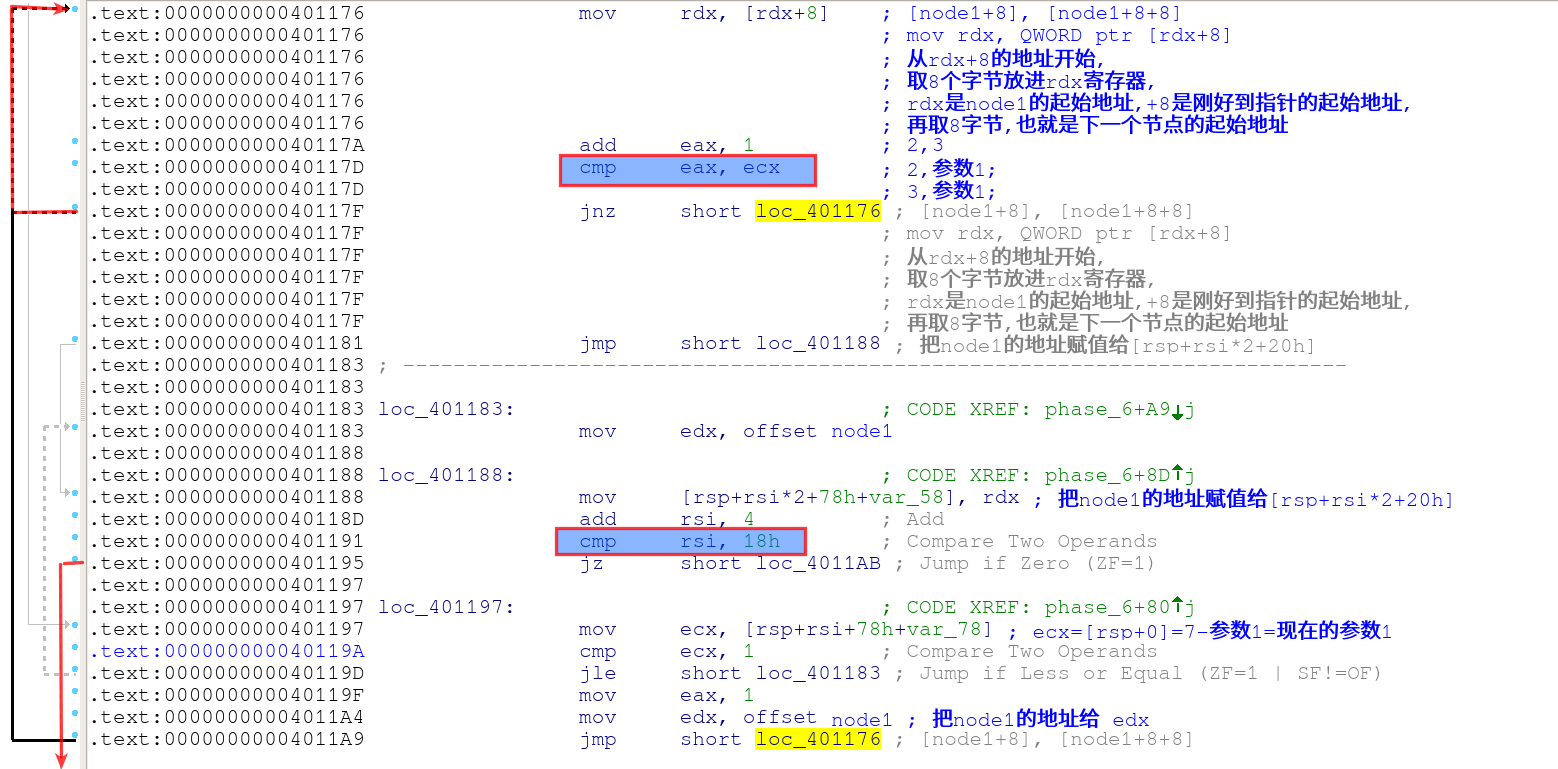 .text:0000000000401176 mov rdx, [rdx+8] ; [node1+8], [node1+8+8]
.text:0000000000401176 ; mov rdx, QWORD ptr [rdx+8]
.text:0000000000401176 ; 从rdx+8的地址开始,
.text:0000000000401176 ; 取8个字节放进rdx寄存器,
.text:0000000000401176 ; rdx是node1的起始地址,+8是刚好到指针的起始地址,
.text:0000000000401176 ; 再取8字节,也就是下一个节点的起始地址
.text:000000000040117A add eax, 1 ; 2,3
.text:000000000040117D cmp eax, ecx ; 2,参数1;
.text:000000000040117D ; 3,参数1;
.text:000000000040117F jnz short loc_401176 ; [node1+8], [node1+8+8]
.text:000000000040117F ; mov rdx, QWORD ptr [rdx+8]
.text:000000000040117F ; 从rdx+8的地址开始,
.text:000000000040117F ; 取8个字节放进rdx寄存器,
.text:000000000040117F ; rdx是node1的起始地址,+8是刚好到指针的起始地址,
.text:000000000040117F ; 再取8字节,也就是下一个节点的起始地址
.text:0000000000401181 jmp short loc_401188 ; 把node1的地址赋值给[rsp+rsi*2+20h]
.text:0000000000401183 ; ---------------------------------------------------------------------------
.text:0000000000401183
.text:0000000000401183 loc_401183: ; CODE XREF: phase_6+A9↓j
.text:0000000000401183 mov edx, offset node1
.text:0000000000401188
.text:0000000000401188 loc_401188: ; CODE XREF: phase_6+8D↑j
.text:0000000000401188 mov [rsp+rsi*2+78h+var_58], rdx ; 把node1的地址赋值给[rsp+rsi*2+20h]
.text:000000000040118D add rsi, 4 ; Add
.text:0000000000401191 cmp rsi, 18h ; Compare Two Operands
.text:0000000000401195 jz short loc_4011AB ; Jump if Zero (ZF=1)
.text:0000000000401197
.text:0000000000401197 loc_401197: ; CODE XREF: phase_6+80↑j
.text:0000000000401197 mov ecx, [rsp+rsi+78h+var_78] ; ecx=[rsp+0]=7-参数1=现在的参数1
.text:000000000040119A cmp ecx, 1 ; Compare Two Operands
.text:000000000040119D jle short loc_401183 ; Jump if Less or Equal (ZF=1 | SF!=OF)
.text:000000000040119F mov eax, 1
.text:00000000004011A4 mov edx, offset node1 ; 把node1的地址给 edx
.text:00000000004011A9 jmp short loc_401176 ; [node1+8], [node1+8+8]